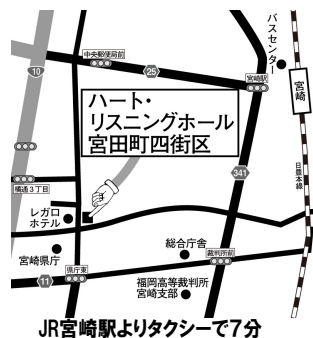 バスセンター
中央郵便局前
10
25
宮崎駅
宮崎
ハート・
リスニングホール
宮田町四街区
日豊本線
341
橘通3丁目
レガロ
ホテル
宮崎県庁
総合庁舎
県庁東
裁判所前
11
福岡高等裁判所
宮崎支部
JR宮崎駅よりタクシーで7分